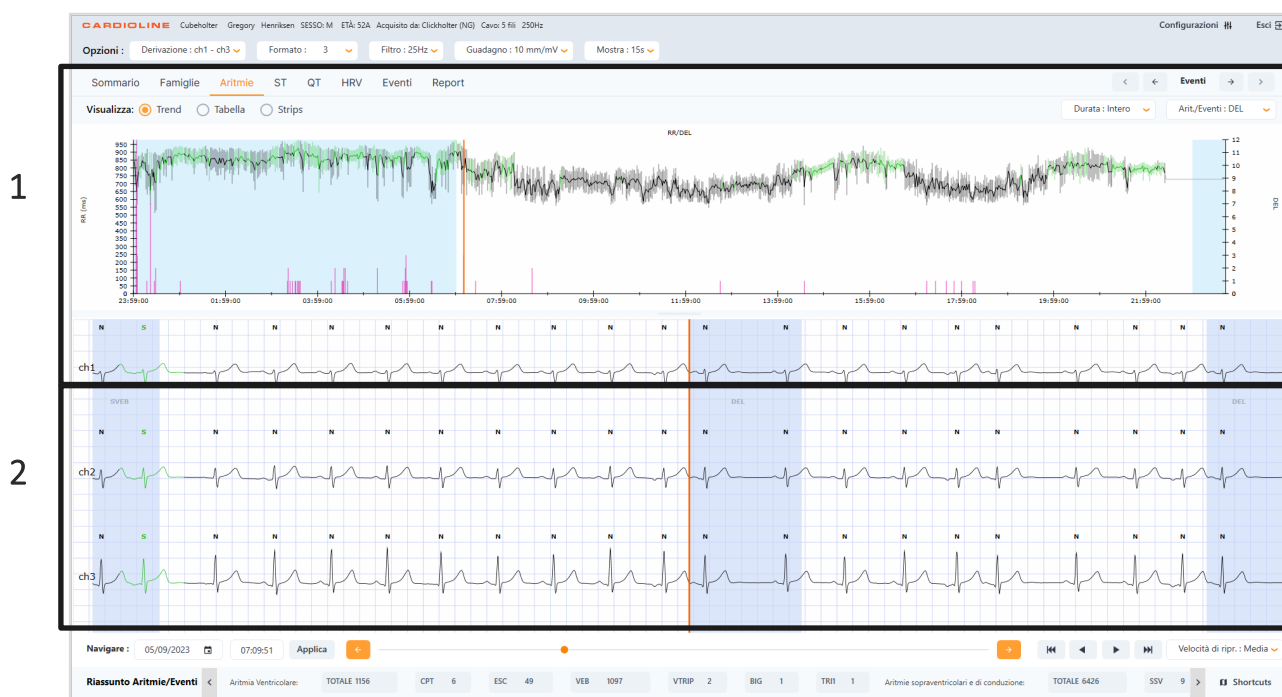 CARDIOLINE Cubeholter Gregory Henriksen SESSO: M ETÀ: 52A Acquisito da: Clickholter (NG) Cavo: 5 fili 250Hz Configurazioni Esci
Opzioni : Derivazione : ch1 - ch3 Formato : 3 Filtro : 25Hz Guadagno : 10 mm/mV Mostra : 15s
Sommario Famiglie Aritmie ST QT HRV Eventi Report Eventi
Visualizza: Trend Tabella Strips Durata : Intero Arit./Eventi : DEL
RR/DEL
1
RR (ms)
950
900
850
800
750
700
650
600
550
500
450
400
350
300
250
200
150
100
50
0
12
11
10
9
8
7
6
5
4
3
2
1
0
DEL
23:59:00 01:59:00 03:59:00 05:59:00 07:59:00 09:59:00 11:59:00 13:59:00 15:59:00 17:59:00 19:59:00 21:59:00
N S N N N N N N N N N N N N N N N N
ch1
2
SVEB DEL DEL
N S N N N N N N N N N N N N N N N N
ch2
N S N N N N N N N N N N N N N N N N
ch3
Navigare : 05/09/2023 07:09:51 Applica Velocità di ripr. : Media
Riassunto Aritmie/Eventi Aritmia Ventricolare: TOTALE 1156 CPT 6 ESC 49 VEB 1097 VTRIP 2 BIG 1 TRI1 1 Aritmie sopraventricolari e di conduzione: TOTALE 6426 SSV 9 Shortcuts